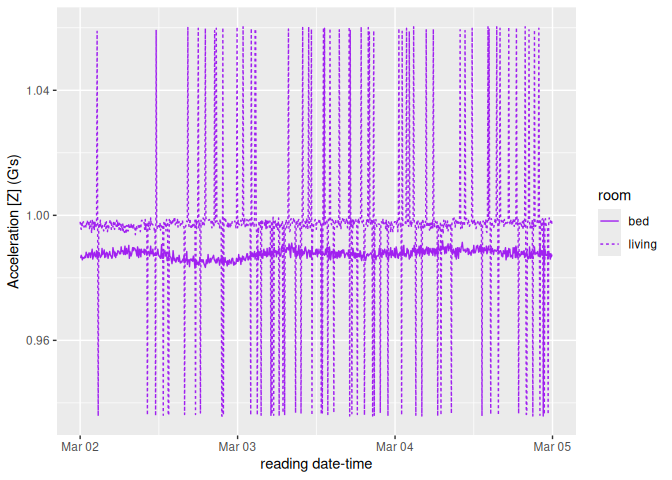 1.04
1.00
0.96
Acceleration [Z] (G's)
Mar 02
Mar 03
Mar 04
Mar 05
reading date-time
room
bed
living